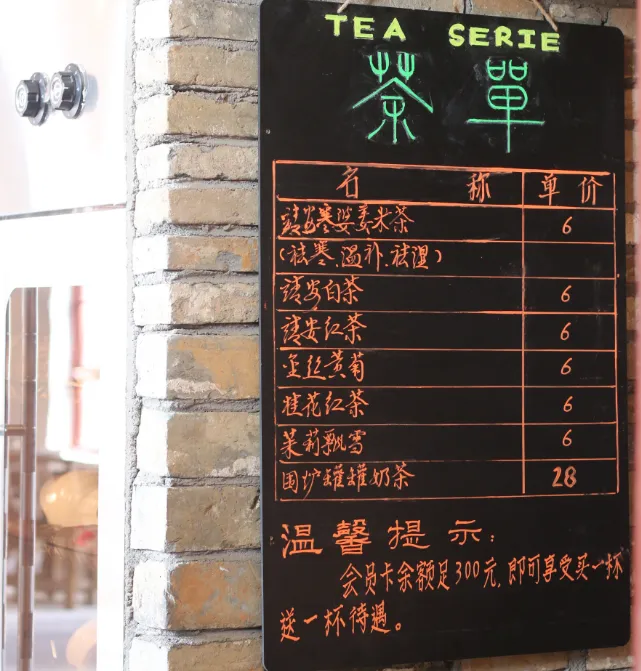 TEA SERIE
茶單
名 称 单价
靖安寒婆姜米茶 6
(祛寒.温补.祛湿)
靖安白茶 6
靖安红茶 6
金丝黄菊 6
桂花红茶 6
茉莉飘雪 6
围炉罐罐奶茶 28
温馨提示:
会员卡余额足300元,即可享受买一杯
送一杯待遇。